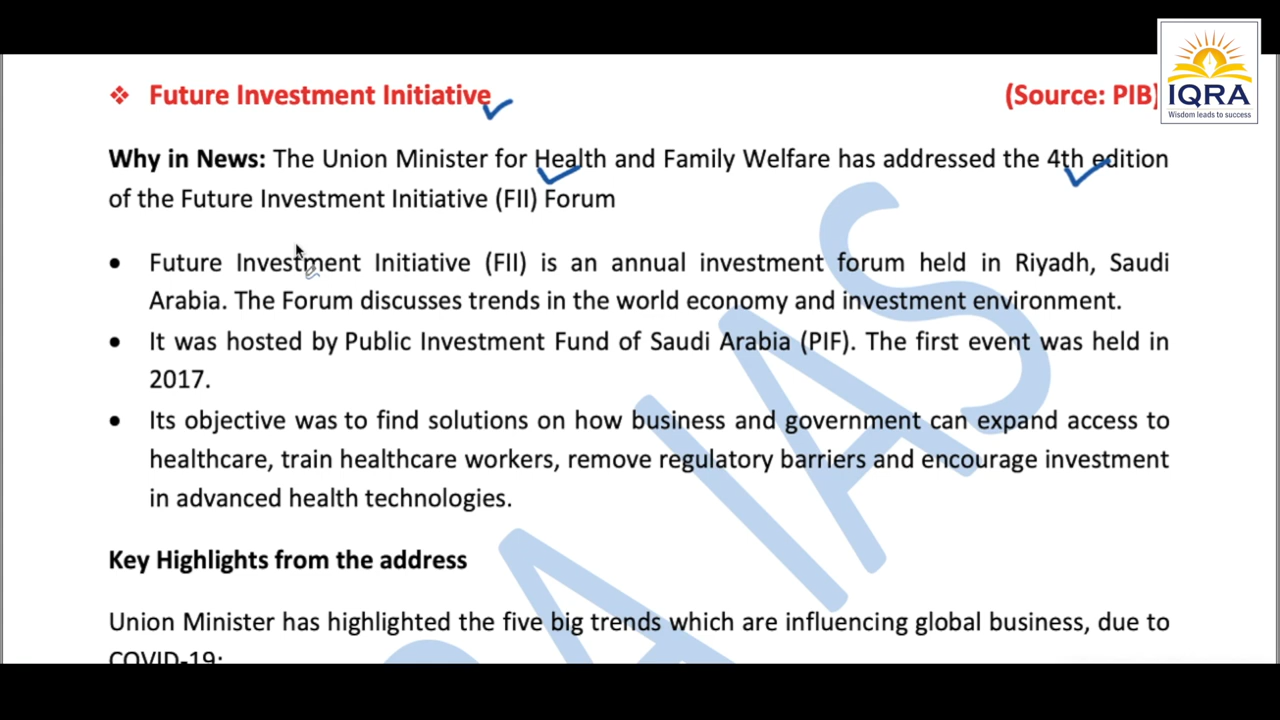 ❖ Future Investment Initiative (Source: PIB)
IQRA
Wisdom leads to success
Why in News: The Union Minister for Health and Family Welfare has addressed the 4th edition
of the Future Investment Initiative (FII) Forum
• Future Investment Initiative (FII) is an annual investment forum held in Riyadh, Saudi
Arabia. The Forum discusses trends in the world economy and investment environment.
• It was hosted by Public Investment Fund of Saudi Arabia (PIF). The first event was held in
2017.
• Its objective was to find solutions on how business and government can expand access to
healthcare, train healthcare workers, remove regulatory barriers and encourage investment
in advanced health technologies.
Key Highlights from the address
Union Minister has highlighted the five big trends which are influencing global business, due to
COVID-19:
RA IAS